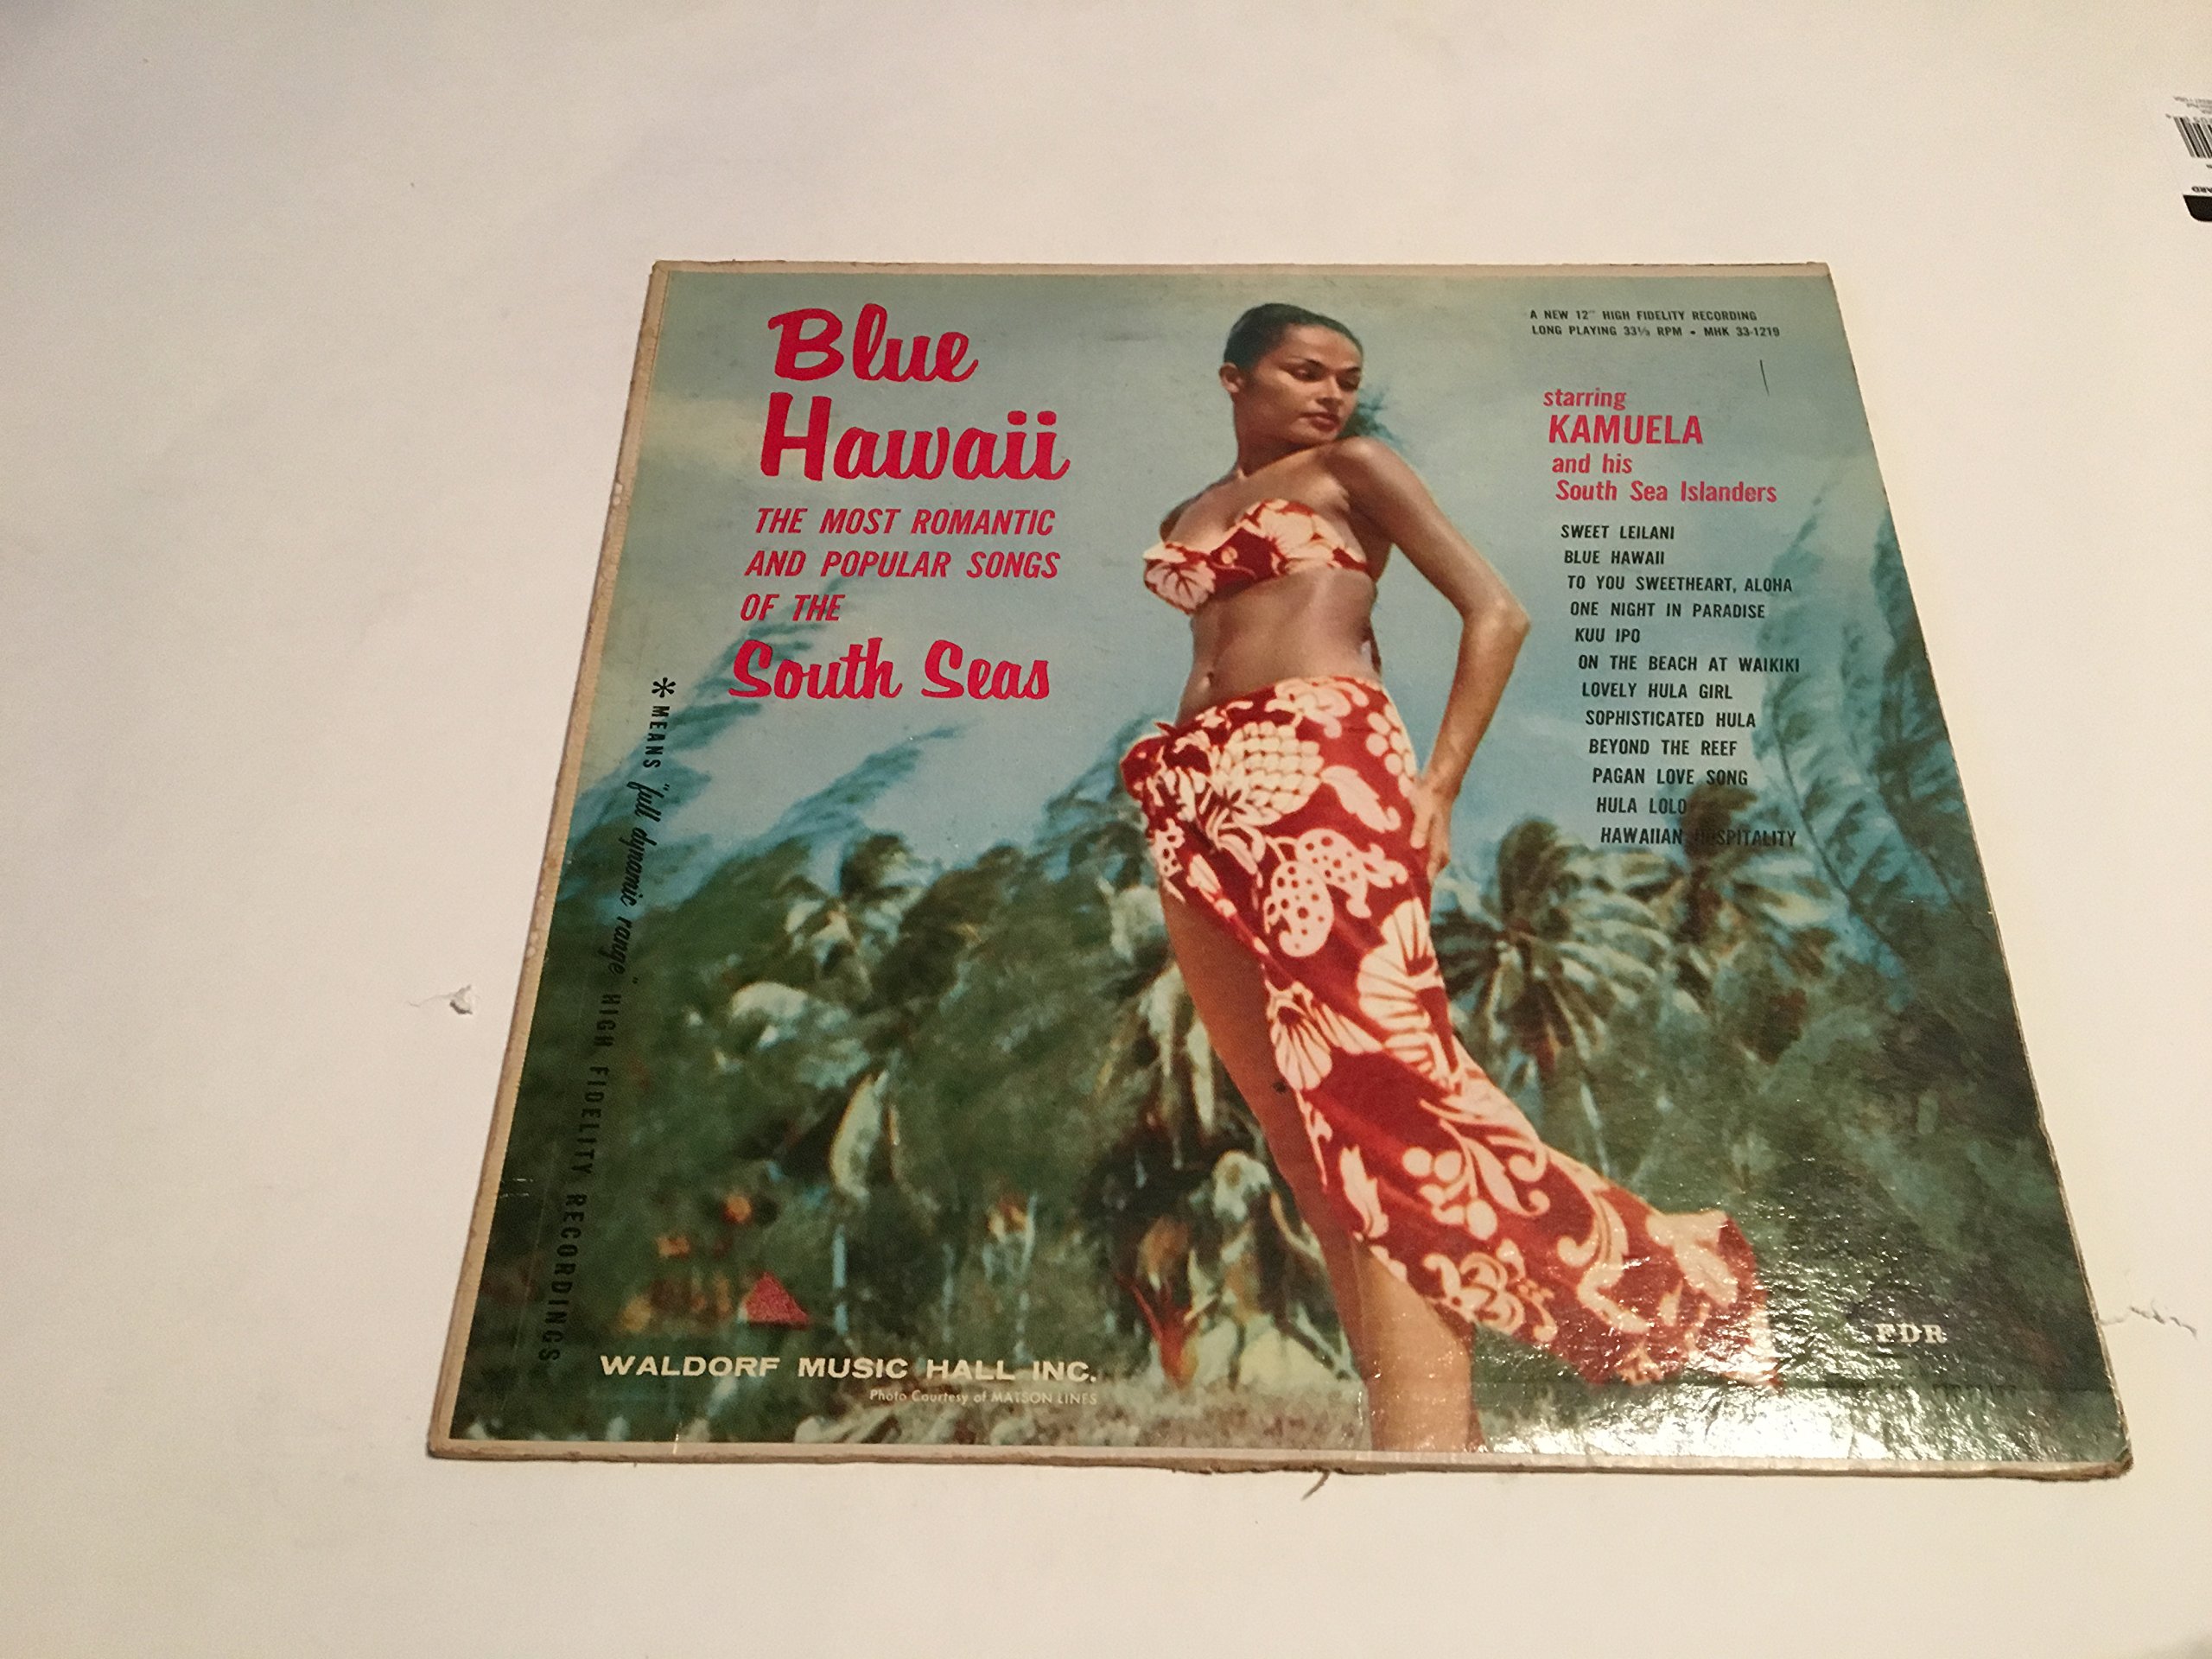 Blue
Hawaii
THE MOST ROMANTIC
AND POPULAR SONGS
OF THE
South Seas
* MEANS "full dynamic range" HIGH FIDELITY RECORDINGS
WALDORF MUSIC HALL INC.
Photo Courtesy of MATSON LINES
A NEW 12" HIGH FIDELITY RECORDING
LONG PLAYING 33⅓ RPM • MHK 33-1219
starring
KAMUELA
and his
South Sea Islanders
SWEET LEILANI
BLUE HAWAII
TO YOU SWEETHEART, ALOHA
ONE NIGHT IN PARADISE
KUU IPO
ON THE BEACH AT WAIKIKI
LOVELY HULA GIRL
SOPHISTICATED HULA
BEYOND THE REEF
PAGAN LOVE SONG
HULA LOLO
HAWAIIAN HOSPITALITY
FDR